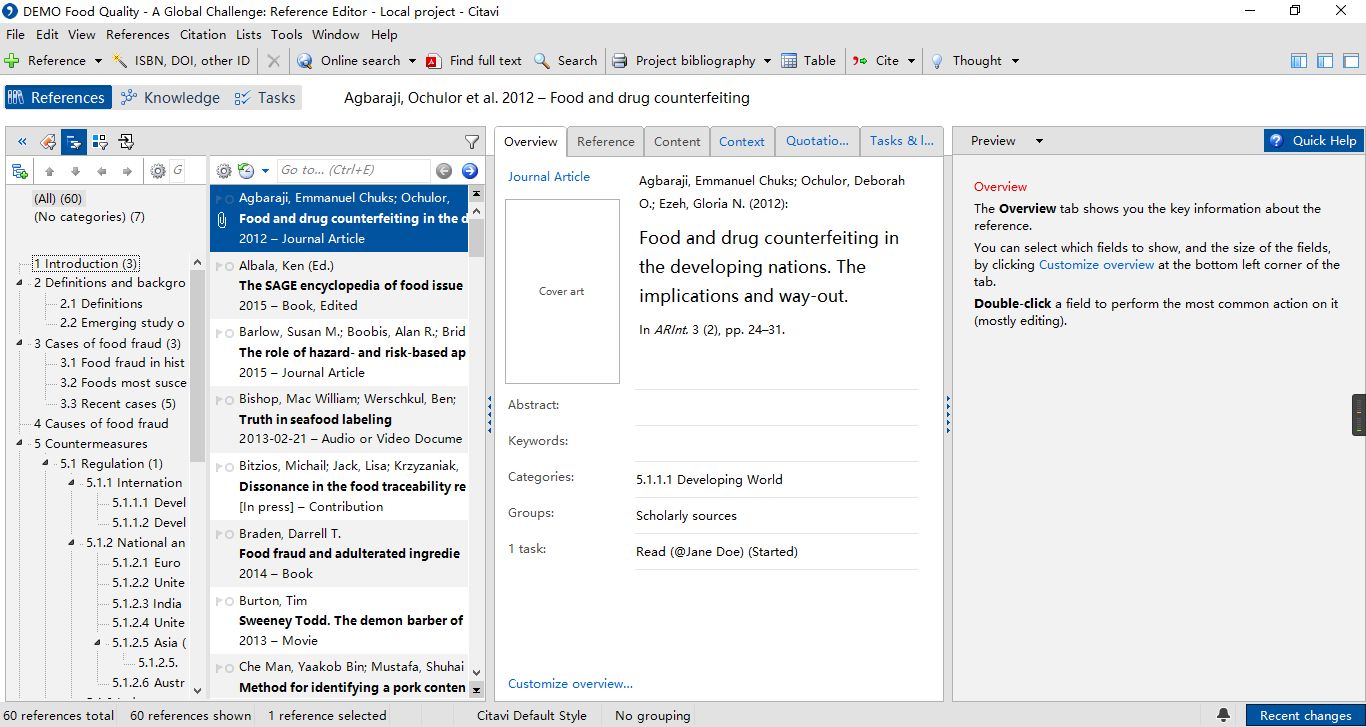 DEMO Food Quality - A Global Challenge: Reference Editor - Local project - Citavi
File Edit View References Citation Lists Tools Window Help
Reference ISBN, DOI, other ID Online search Find full text Search Project bibliography Table Cite Thought
References Knowledge Tasks Agbaraji, Ochulor et al. 2012 – Food and drug counterfeiting
G
(All) (60)
(No categories) (7)
1 Introduction (3)
2 Definitions and backgro
2.1 Definitions
2.2 Emerging study o
3 Cases of food fraud (3)
3.1 Food fraud in hist
3.2 Foods most susce
3.3 Recent cases (5)
4 Causes of food fraud
5 Countermeasures
5.1 Regulation (1)
5.1.1 Internation
5.1.1.1 Devel
5.1.1.2 Devel
5.1.2 National an
5.1.2.1 Euro
5.1.2.2 Unite
5.1.2.3 India
5.1.2.4 Unite
5.1.2.5 Asia (
5.1.2.5.
5.1.2.6 Austr
Go to... (Ctrl+E)
Agbaraji, Emmanuel Chuks; Ochulor,
Food and drug counterfeiting in the d
2012 – Journal Article
Albala, Ken (Ed.)
The SAGE encyclopedia of food issue
2015 – Book, Edited
Barlow, Susan M.; Boobis, Alan R.; Brid
The role of hazard- and risk-based ap
2015 – Journal Article
Bishop, Mac William; Werschkul, Ben;
Truth in seafood labeling
2013-02-21 – Audio or Video Docume
Bitzios, Michail; Jack, Lisa; Krzyzaniak,
Dissonance in the food traceability re
[In press] – Contribution
Braden, Darrell T.
Food fraud and adulterated ingredie
2014 – Book
Burton, Tim
Sweeney Todd. The demon barber of
2013 – Movie
Che Man, Yaakob Bin; Mustafa, Shuhai
Method for identifying a pork conten
Overview Reference Content Context Quotatio... Tasks & l...
Journal Article
Cover art
Agbaraji, Emmanuel Chuks; Ochulor, Deborah
O.; Ezeh, Gloria N. (2012):
Food and drug counterfeiting in
the developing nations. The
implications and way-out.
In ARInt. 3 (2), pp. 24–31.
Abstract:
Keywords:
Categories: 5.1.1.1 Developing World
Groups: Scholarly sources
1 task: Read (@Jane Doe) (Started)
Customize overview...
Preview Quick Help
Overview
The Overview tab shows you the key information about the
reference.
You can select which fields to show, and the size of the fields,
by clicking Customize overview at the bottom left corner of the
tab.
Double-click a field to perform the most common action on it
(mostly editing).
60 references total 60 references shown 1 reference selected Citavi Default Style No grouping Recent changes